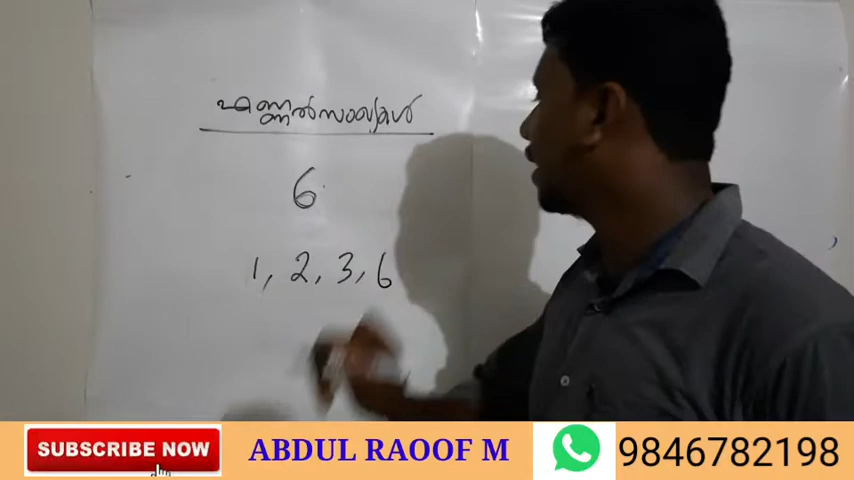 എണ്ണൽസംഖ്യകൾ
6
1, 2, 3, 6
SUBSCRIBE NOW
ABDUL RAOOF M
9846782198